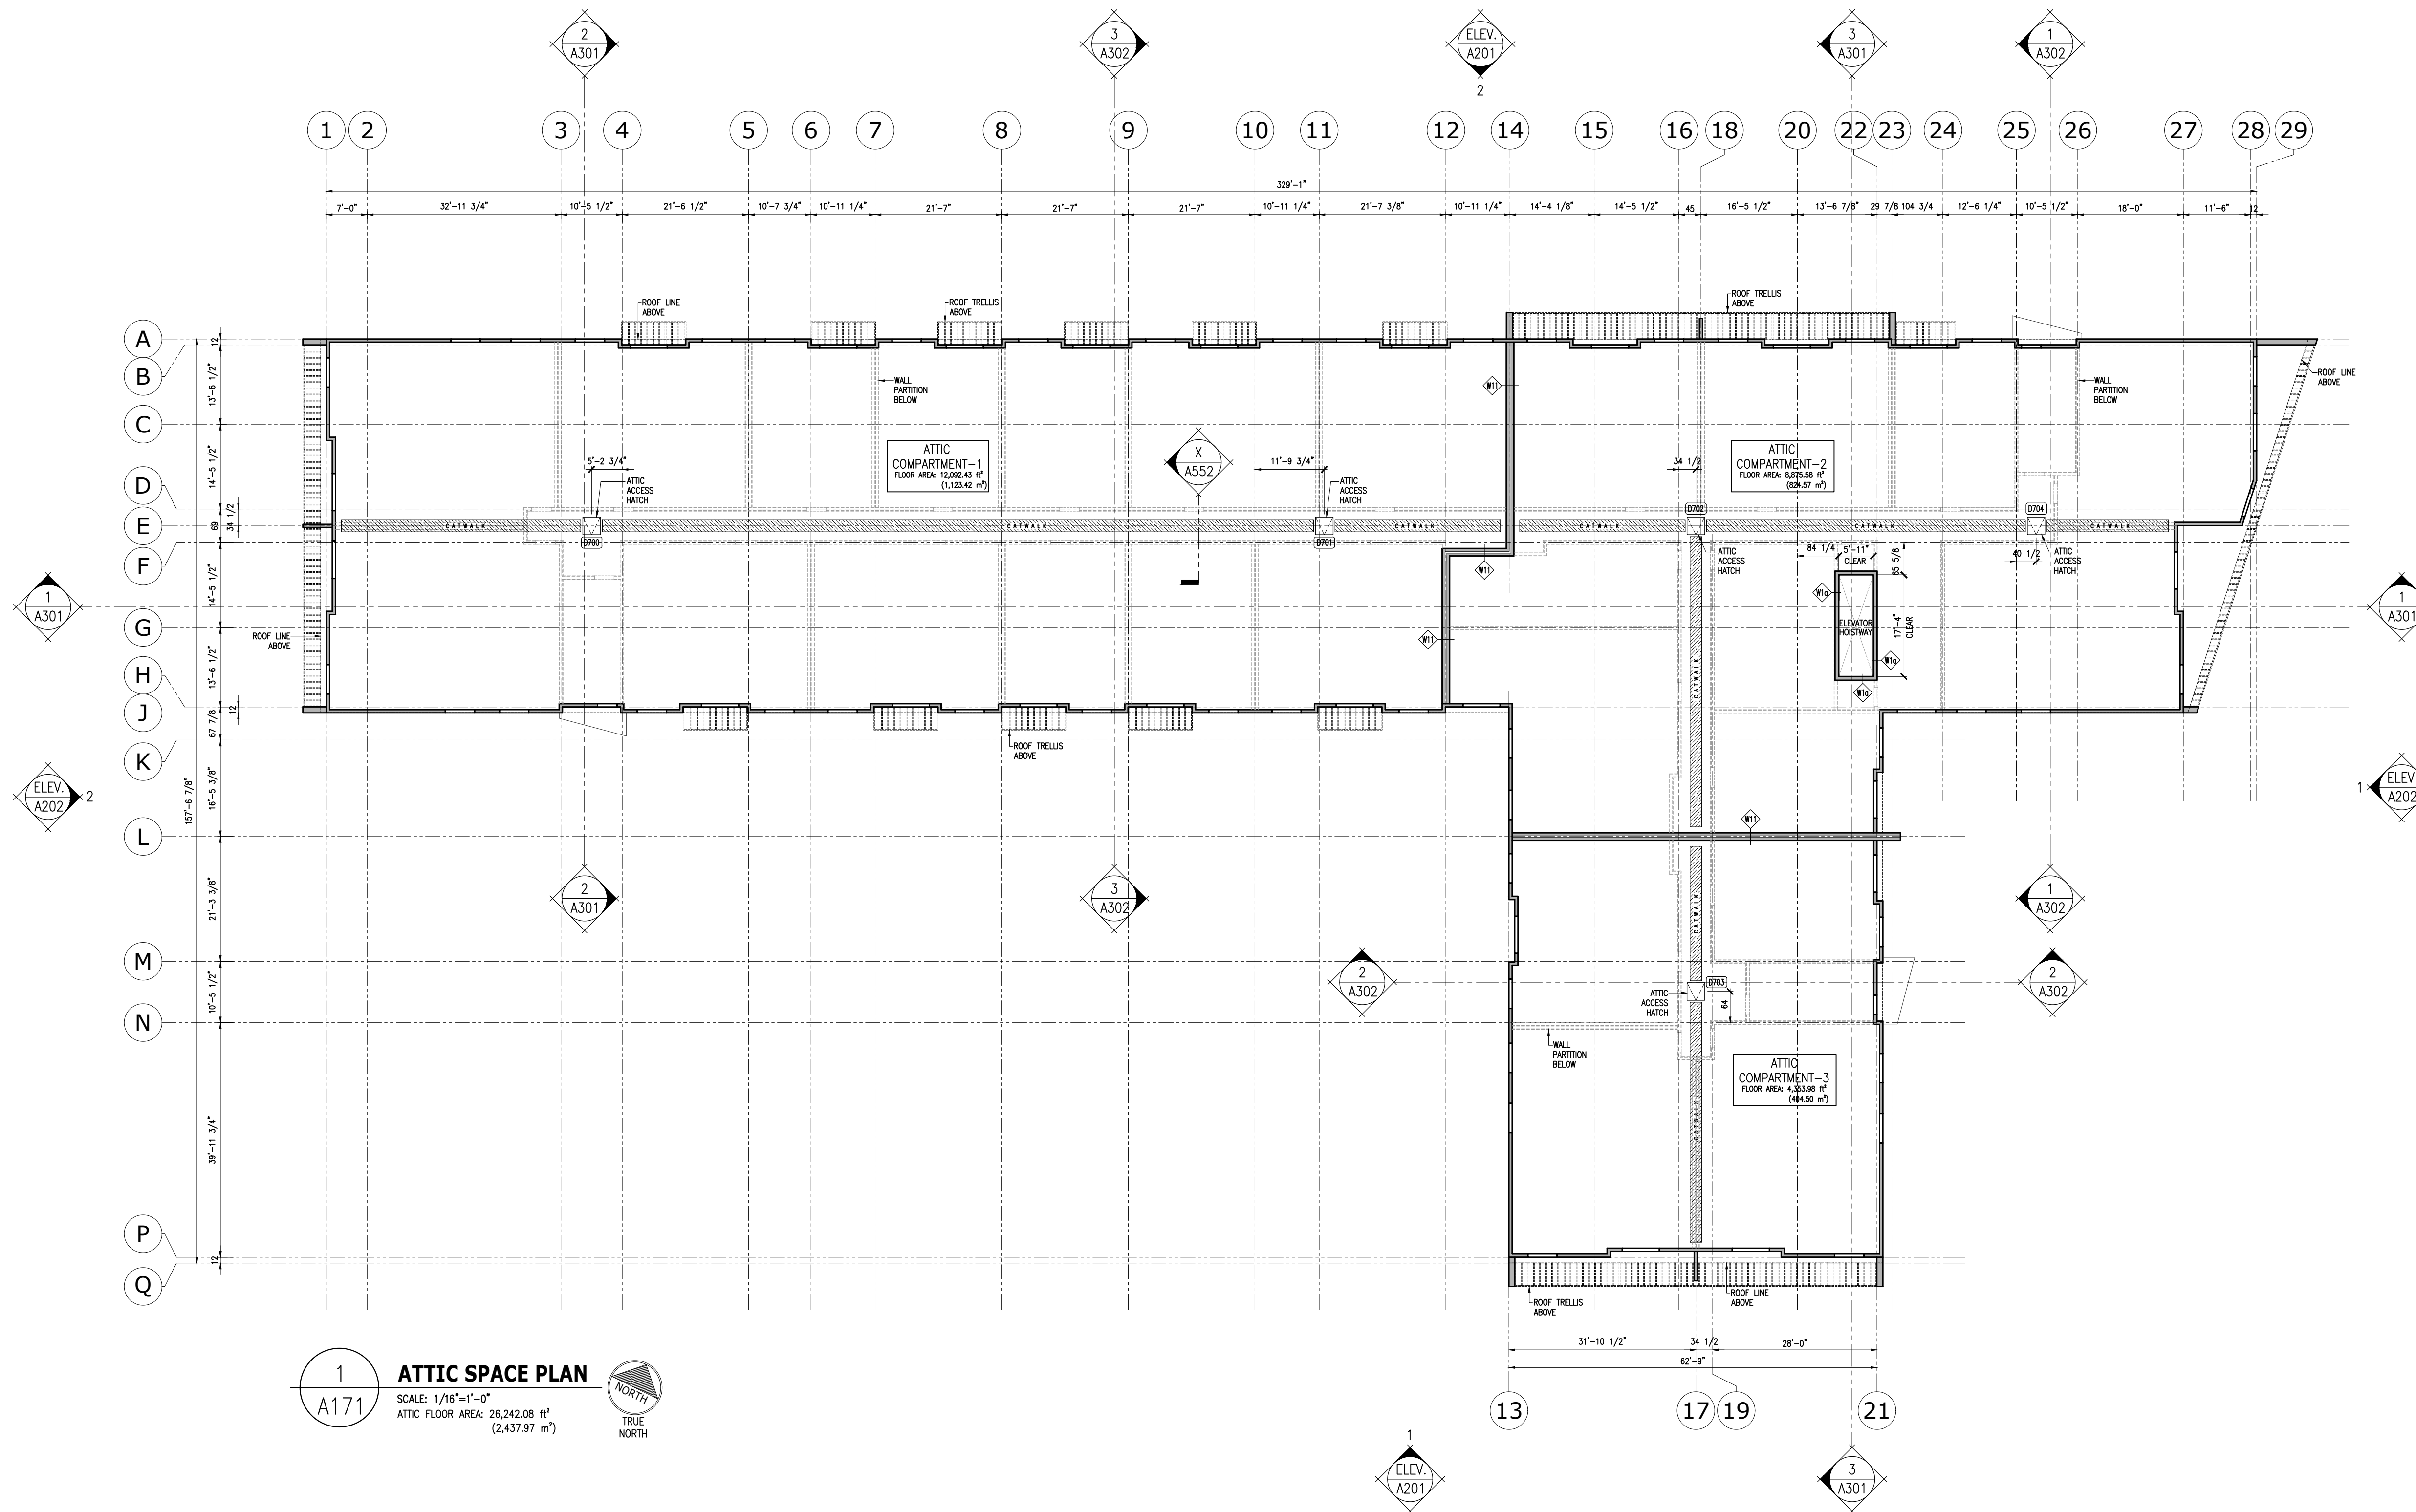 2
A301
3
A302
ELEV.
A201
2
3
A301
1
A302
1 2 3 4 5 6 7 8 9 10 11 12 14 15 16 18 20 22 23 24 25 26 27 28 29
329'-1"
7'-0" 32'-11 3/4" 10'-5 1/2" 21'-6 1/2" 10'-7 3/4" 10'-11 1/4" 21'-7" 21'-7" 21'-7" 10'-11 1/4" 21'-7 3/8" 10'-11 1/4" 14'-4 1/8" 14'-5 1/2" 45 16'-5 1/2" 13'-6 7/8" 29 7/8 104 3/4 12'-6 1/4" 10'-5 1/2" 18'-0" 11'-6" 12
ROOF LINE
ABOVE
ROOF TRELLIS
ABOVE
ROOF TRELLIS
ABOVE
A
B
C
D
E
F
G
H
J
K
L
M
N
P
Q
12
13'-6 1/2"
14'-5 1/2"
69
34 1/2
14'-5 1/2"
13'-6 1/2"
12
67 7/8
16'-5 3/8"
157'-6 7/8"
21'-3 3/8"
10'-5 1/2"
39'-11 3/4"
12
WALL
PARTITION
BELOW
W11
WALL
PARTITION
BELOW
ROOF LINE
ABOVE
ATTIC
COMPARTMENT-1
FLOOR AREA: 12,092.43 ft²
(1,123.42 m²)
X
A552
ATTIC
COMPARTMENT-2
FLOOR AREA: 8,875.58 ft²
(824.57 m²)
5'-2 3/4"
11'-9 3/4"
34 1/2
ATTIC
ACCESS
HATCH
ATTIC
ACCESS
HATCH
D702
D704
CATWALK
CATWALK
CATWALK
CATWALK
CATWALK
CATWALK
D700
D701
W11
ATTIC
ACCESS
HATCH
84 1/4
5'-11"
CLEAR
65 5/8
40 1/2
ATTIC
ACCESS
HATCH
W1a
ELEVATOR
HOISTWAY
17'-4"
CLEAR
W1a
W1a
W11
1
A301
1
A301
ROOF LINE
ABOVE
CATWALK
ROOF TRELLIS
ABOVE
ELEV.
A202
2
1
ELEV.
A202
W11
2
A301
3
A302
1
A302
CATWALK
2
A302
2
A302
D703
ATTIC
ACCESS
HATCH
64
WALL
PARTITION
BELOW
ATTIC
COMPARTMENT-3
FLOOR AREA: 4,353.98 ft²
(404.50 m²)
CATWALK
ROOF TRELLIS
ABOVE
ROOF LINE
ABOVE
31'-10 1/2" 34 1/2 28'-0"
62'-9"
13 17 19 21
1
A171
ATTIC SPACE PLAN
SCALE: 1/16"=1'-0"
ATTIC FLOOR AREA: 26,242.08 ft²
(2,437.97 m²)
NORTH
TRUE
NORTH
1
ELEV.
A201
3
A301